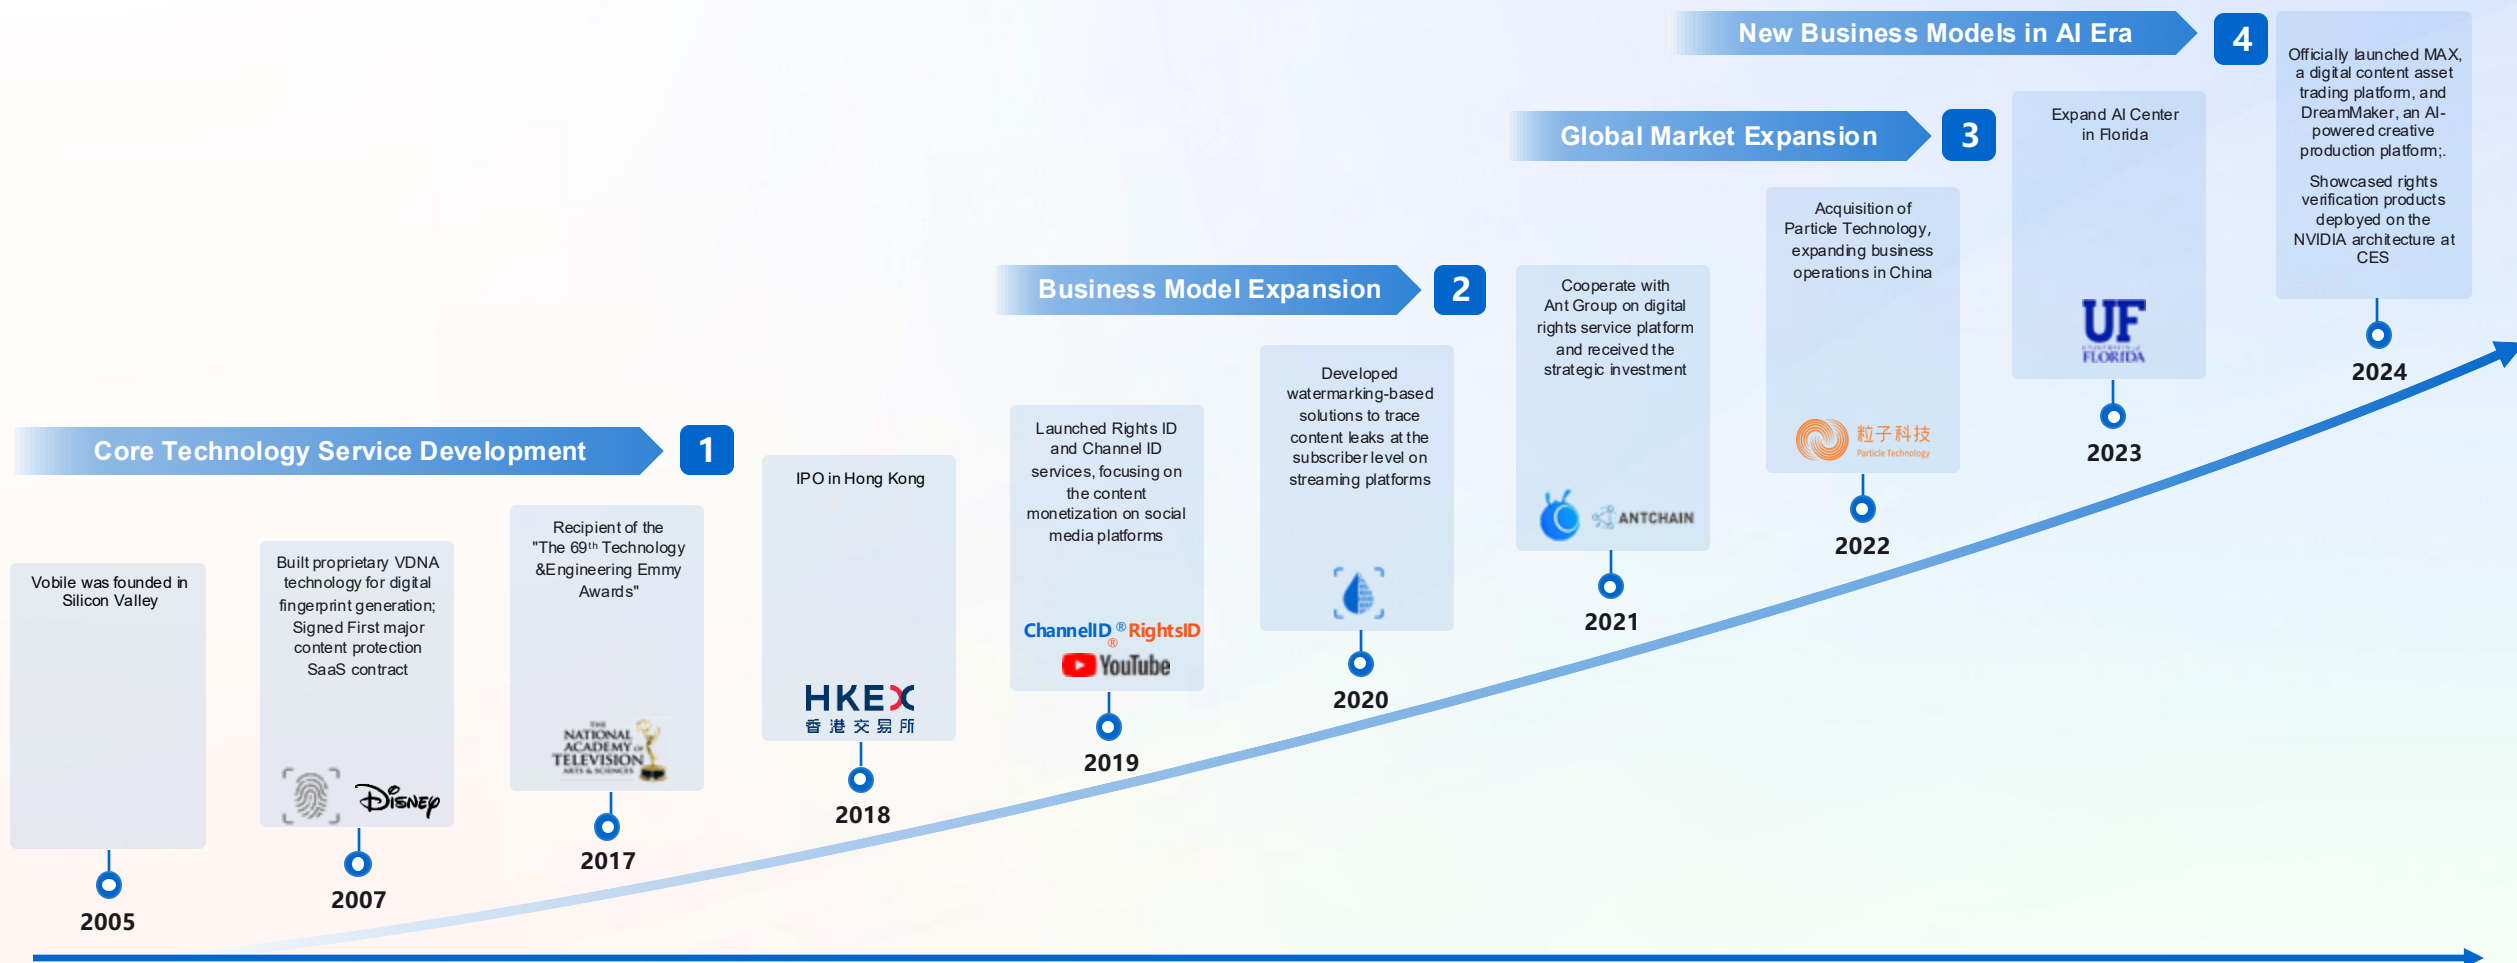 New Business Models in AI Era
4
Officially launched MAX,
a digital content asset
trading platform, and
DreamMaker, an AI-
powered creative
production platform;.
Showcased rights
verification products
deployed on the
NVIDIA architecture at
CES
2024
Global Market Expansion
3
Expand AI Center
in Florida
UF
UNIVERSITY of
FLORIDA
2023
Acquisition of
Particle Technology,
expanding business
operations in China
粒子科技
Particle Technology
2022
Business Model Expansion
2
Cooperate with
Ant Group on digital
rights service platform
and received the
strategic investment
ANTCHAIN
2021
Developed
watermarking-based
solutions to trace
content leaks at the
subscriber level on
streaming platforms
2020
Launched Rights ID
and Channel ID
services, focusing on
the content
monetization on social
media platforms
ChannelID ® RightsID
®
YouTube
2019
Core Technology Service Development
1
IPO in Hong Kong
HKEX
香港交易所
2018
Recipient of the
"The 69th Technology
&Engineering Emmy
Awards"
THE
NATIONAL
ACADEMY OF
TELEVISION
ARTS & SCIENCES
2017
Built proprietary VDNA
technology for digital
fingerprint generation;
Signed First major
content protection
SaaS contract
Disney
2007
Vobile was founded in
Silicon Valley
2005